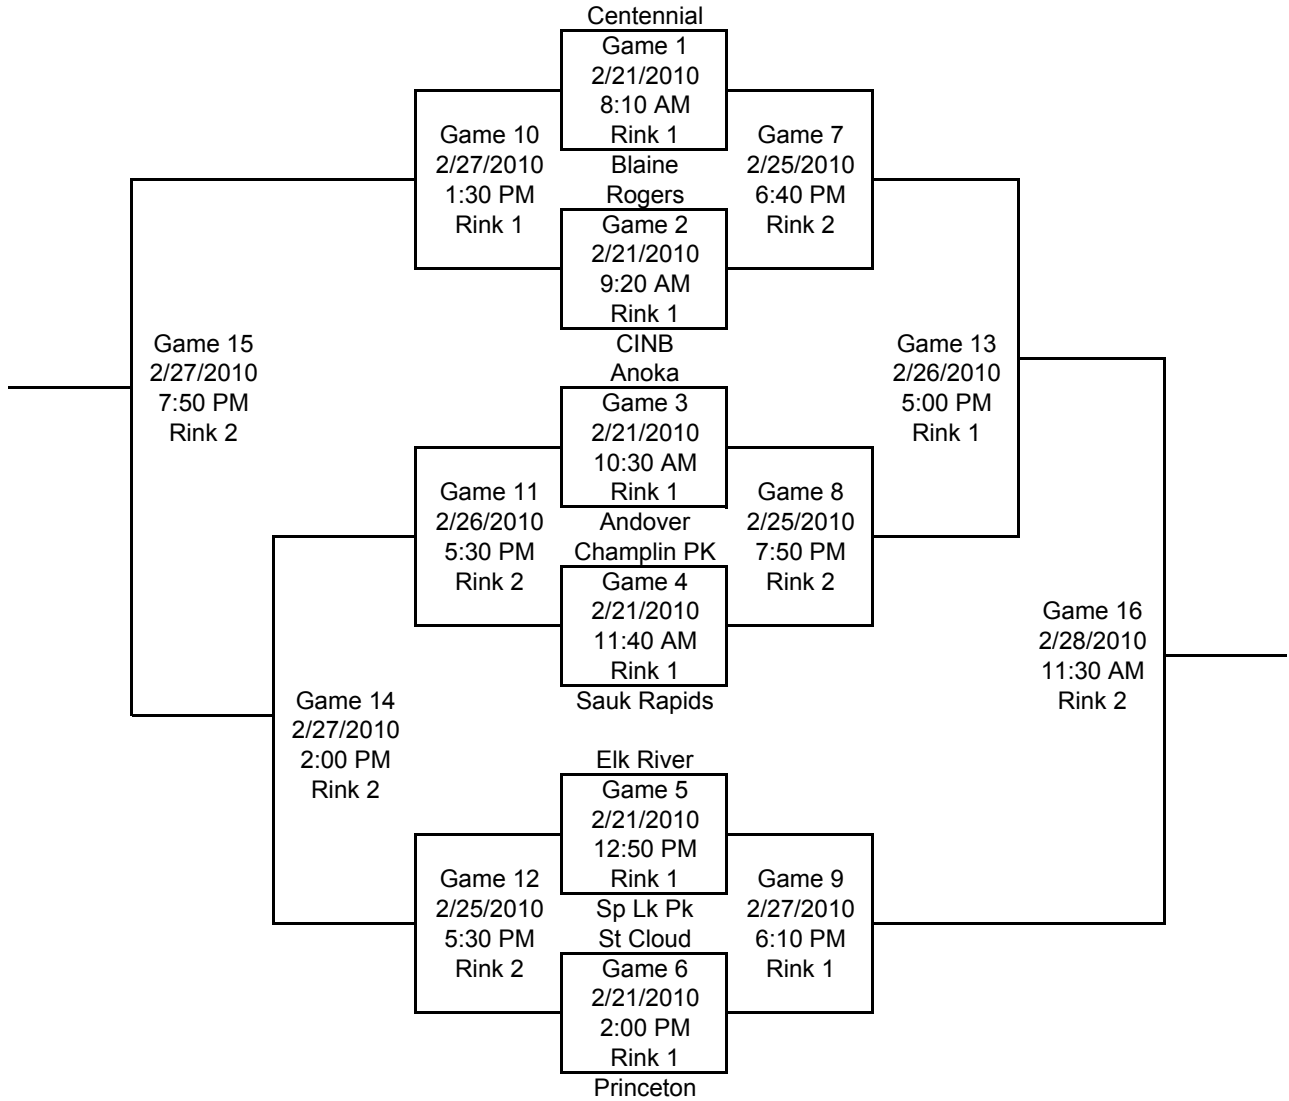 Centennial
Game 1
2/21/2010
8:10 AM
Rink 1
Blaine
Game 10
2/27/2010
1:30 PM
Rink 1
Game 7
2/25/2010
6:40 PM
Rink 2
Rogers
Game 2
2/21/2010
9:20 AM
Rink 1
CINB
Game 15
2/27/2010
7:50 PM
Rink 2
Game 13
2/26/2010
5:00 PM
Rink 1
Anoka
Game 3
2/21/2010
10:30 AM
Rink 1
Andover
Game 11
2/26/2010
5:30 PM
Rink 2
Game 8
2/25/2010
7:50 PM
Rink 2
Champlin PK
Game 4
2/21/2010
11:40 AM
Rink 1
Sauk Rapids
Game 16
2/28/2010
11:30 AM
Rink 2
Game 14
2/27/2010
2:00 PM
Rink 2
Elk River
Game 5
2/21/2010
12:50 PM
Rink 1
Sp Lk Pk
Game 12
2/25/2010
5:30 PM
Rink 2
Game 9
2/27/2010
6:10 PM
Rink 1
St Cloud
Game 6
2/21/2010
2:00 PM
Rink 1
Princeton